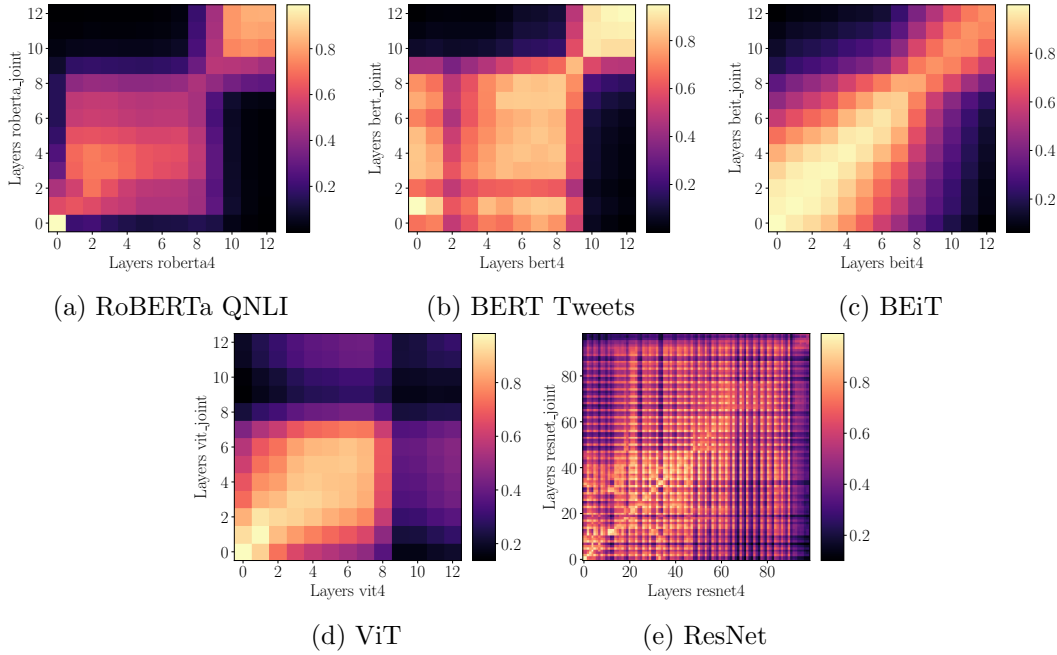 12
10
8
6
4
2
0
Layers roberta_joint
0 2 4 6 8 10 12
Layers roberta4
0.8
0.6
0.4
0.2
(a) RoBERTa QNLI
12
10
8
6
4
2
0
Layers bert_joint
0 2 4 6 8 10 12
Layers bert4
0.8
0.6
0.4
0.2
(b) BERT Tweets
12
10
8
6
4
2
0
Layers beit_joint
0 2 4 6 8 10 12
Layers beit4
0.8
0.6
0.4
0.2
(c) BEiT
12
10
8
6
4
2
0
Layers vit_joint
0 2 4 6 8 10 12
Layers vit4
0.8
0.6
0.4
0.2
(d) ViT
80
60
40
20
0
Layers resnet_joint
0 20 40 60 80
Layers resnet4
0.8
0.6
0.4
0.2
(e) ResNet